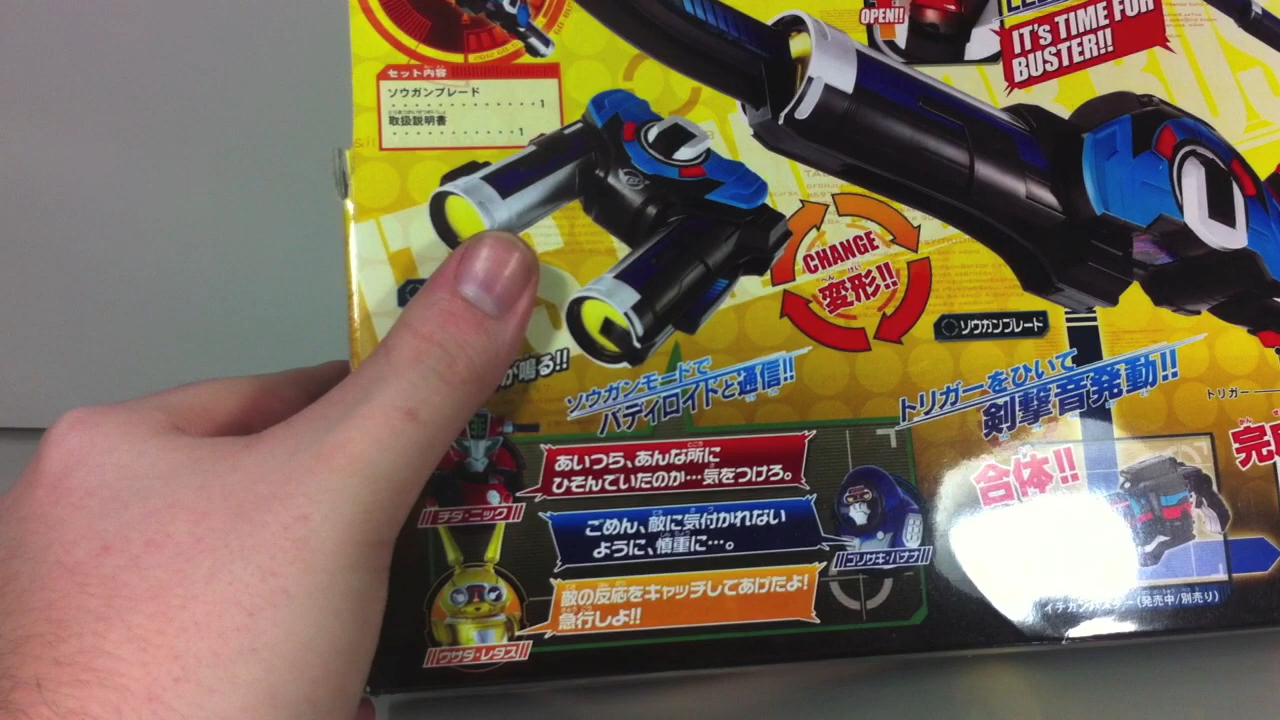 OPEN!!
IT'S TIME FOR
BUSTER!!
セット内容
ソウガンブレード
1
取扱説明書
1
CHANGE
変形!!
ソウガンブレード
が鳴る!!
ソウガンモードで
バディロイドと通信!!
トリガーをひいて
剣撃音発動!!
トリガー
あいつら、あんな所に
ひそんでいたのか…気をつけろ。
チダ・ニック
ごめん、敵に気付かれない
ように、慎重に…。
ゴリサキ・バナナ
敵の反応をキャッチしてあげたよ!
急行しよ!!
ウサダ・レタス
合体!!
イチガンバスター(発売中/別売り)